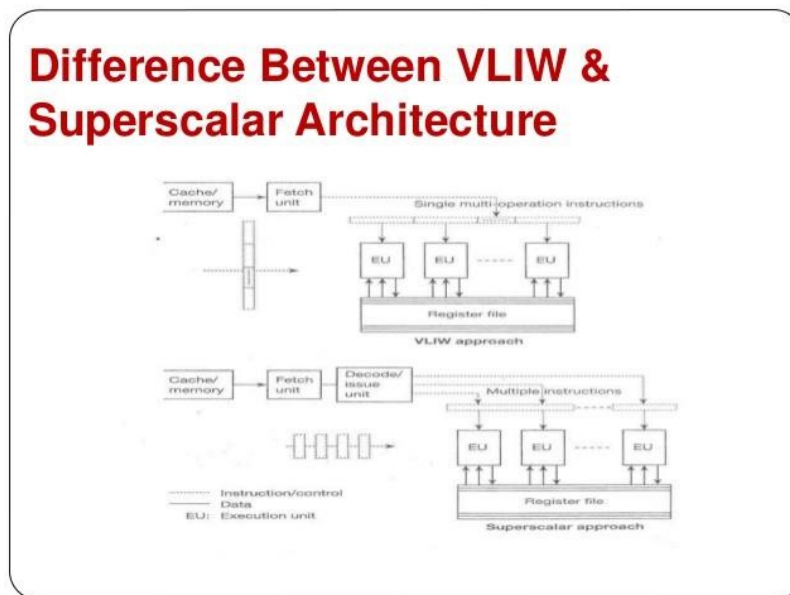 Difference Between VLIW &
Superscalar Architecture
Cache/
memory
Fetch
unit
Single multi-operation instructions
EU
EU
EU
Register file
VLIW approach
Cache/
memory
Fetch
unit
Decode/
issue
unit
Multiple instructions
EU
EU
EU
Register file
Superscalar approach
Instruction/control
Data
EU: Execution unit